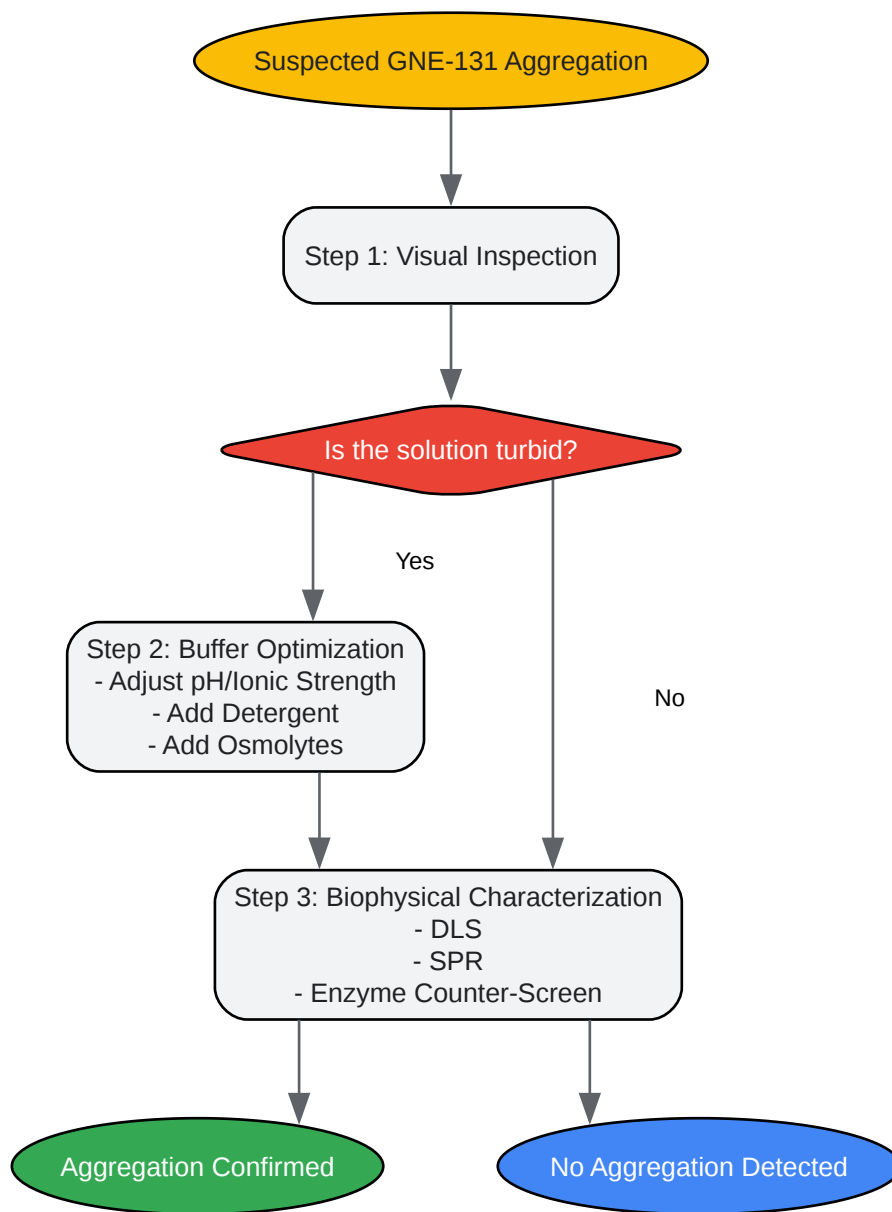 Suspected GNE-131 Aggregation
Step 1: Visual Inspection
Is the solution turbid?
Yes
Step 2: Buffer Optimization
- Adjust pH/Ionic Strength
- Add Detergent
- Add Osmolytes
No
Step 3: Biophysical Characterization
- DLS
- SPR
- Enzyme Counter-Screen
Aggregation Confirmed
No Aggregation Detected